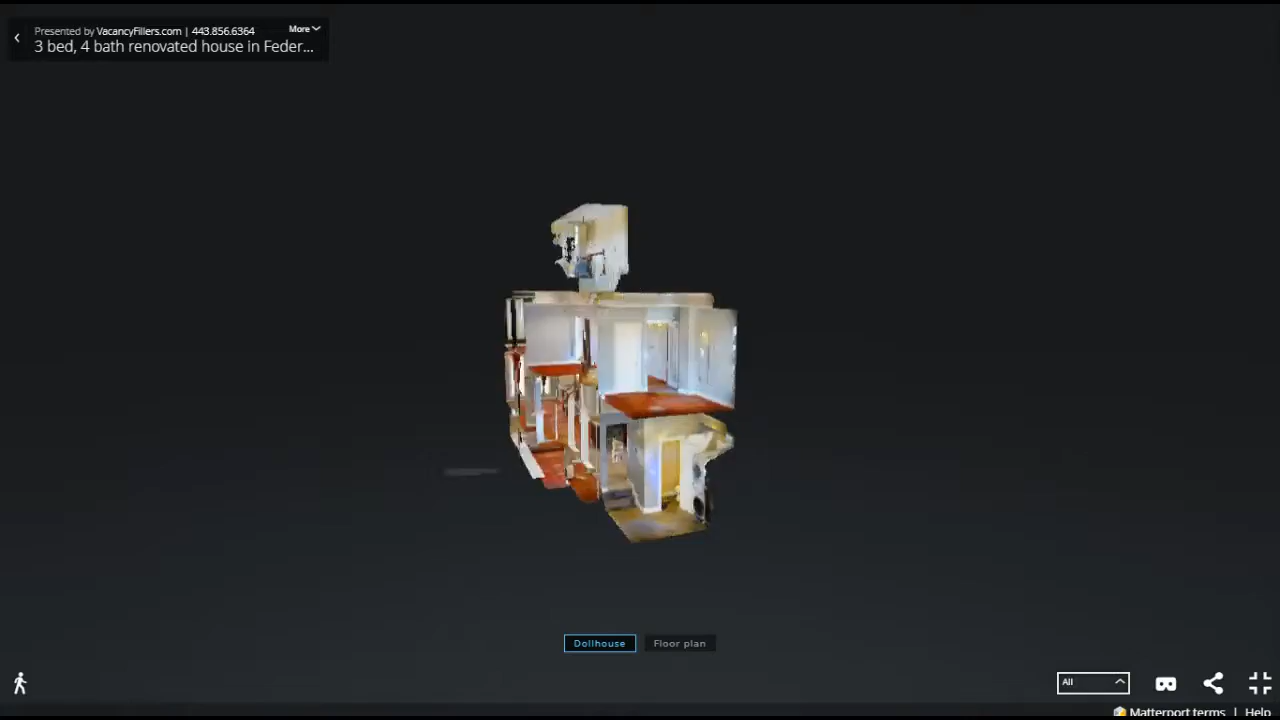 Presented by VacancyFillers.com | 443.856.6364
More
3 bed, 4 bath renovated house in Feder...
Dollhouse
Floor plan
All
Matterport terms | Help